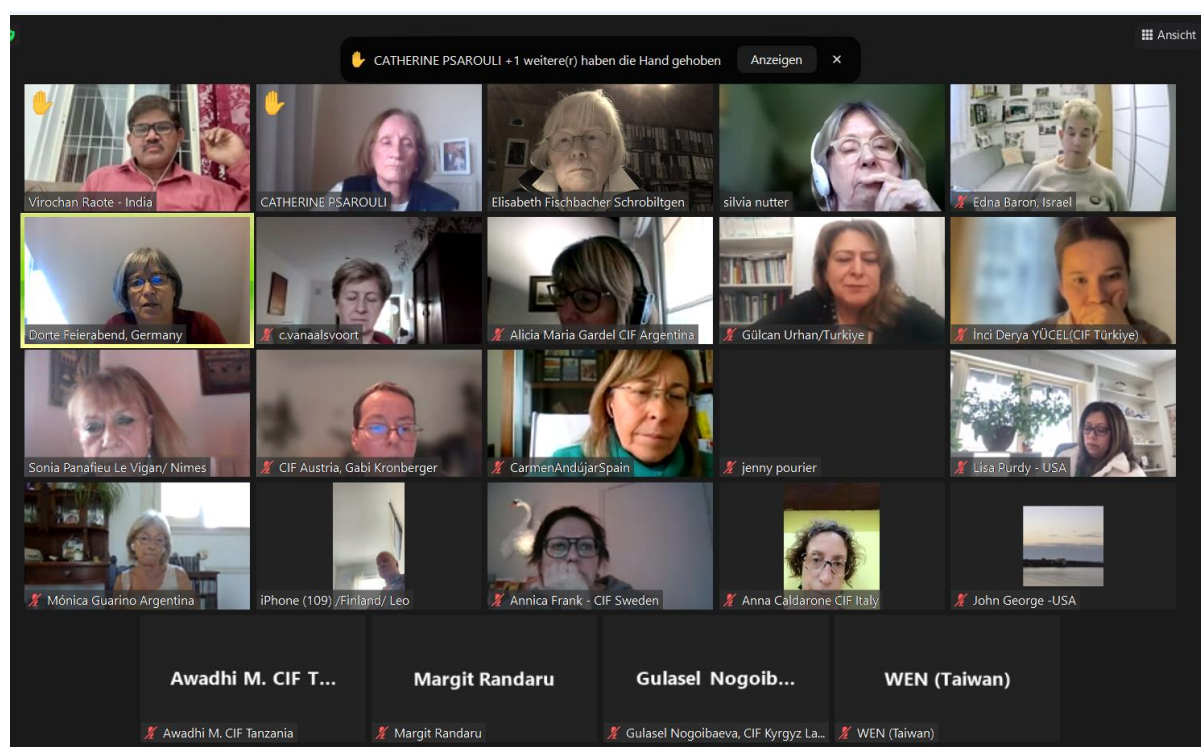 Ansicht
CATHERINE PSAROULI +1 weitere(r) haben die Hand gehoben
Anzeigen
Virochan Raote - India
CATHERINE PSAROULI
Elisabeth Fischbacher Schrobiltgen
silvia nutter
Edna Baron, Israel
Dorte Feierabend, Germany
c.vanaalsvoort
Alicia Maria Gardel CIF Argentina
Gülcan Urhan/Turkiye
İnci Derya YÜCEL(CIF Türkiye)
Sonia Panafieu Le Vigan/ Nimes
CIF Austria, Gabi Kronberger
CarmenAndújarSpain
jenny pourier
Lisa Purdy - USA
Mónica Guarino Argentina
iPhone (109) /Finland/ Leo
Annica Frank - CIF Sweden
Anna Caldarone CIF Italy
John George -USA
Awadhi M. CIF T...
Margit Randaru
Gulasel Nogoib...
WEN (Taiwan)
Awadhi M. CIF Tanzania
Margit Randaru
Gulasel Nogoibaeva, CIF Kyrgyz La...
WEN (Taiwan)